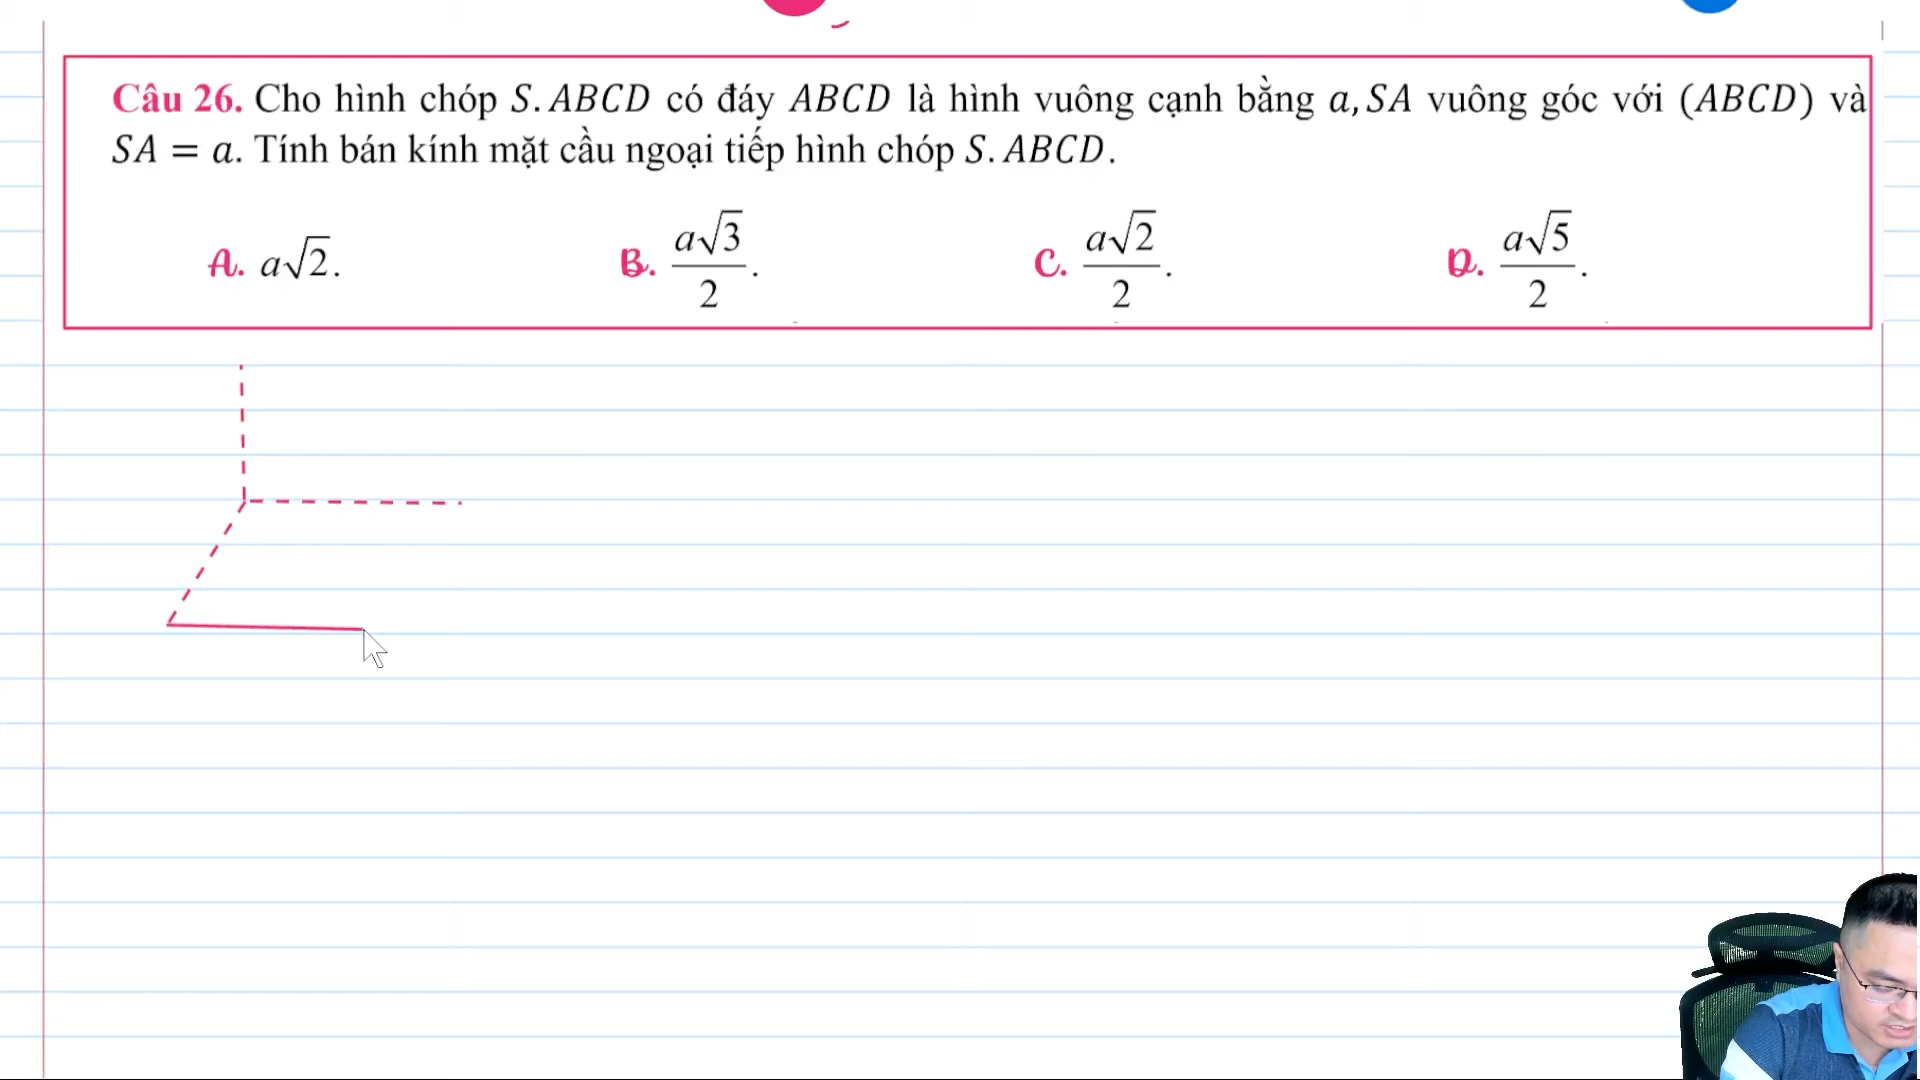 Câu 26. Cho hình chóp S.ABCD có đáy ABCD là hình vuông cạnh bằng a, SA vuông góc với (ABCD) và
SA = a. Tính bán kính mặt cầu ngoại tiếp hình chóp S.ABCD.
A. a√2. B. a√3/2. C. a√2/2. D. a√5/2.